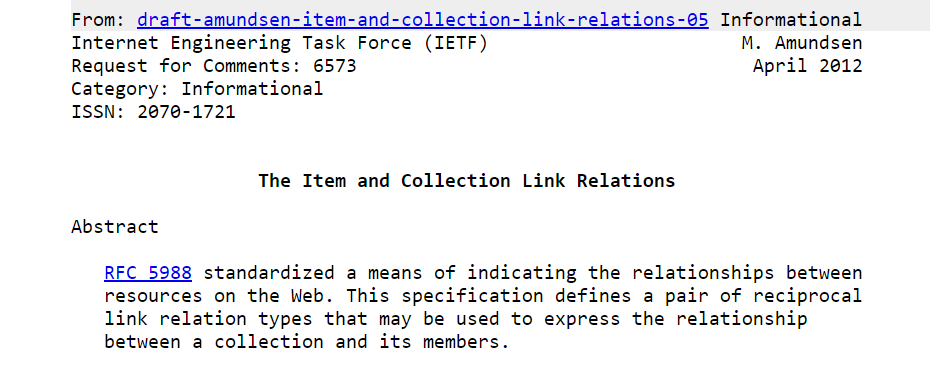 From: draft-amundsen-item-and-collection-link-relations-05 Informational
Internet Engineering Task Force (IETF) M. Amundsen
Request for Comments: 6573 April 2012
Category: Informational
ISSN: 2070-1721
The Item and Collection Link Relations
Abstract
RFC 5988 standardized a means of indicating the relationships between
resources on the Web. This specification defines a pair of reciprocal
link relation types that may be used to express the relationship
between a collection and its members.